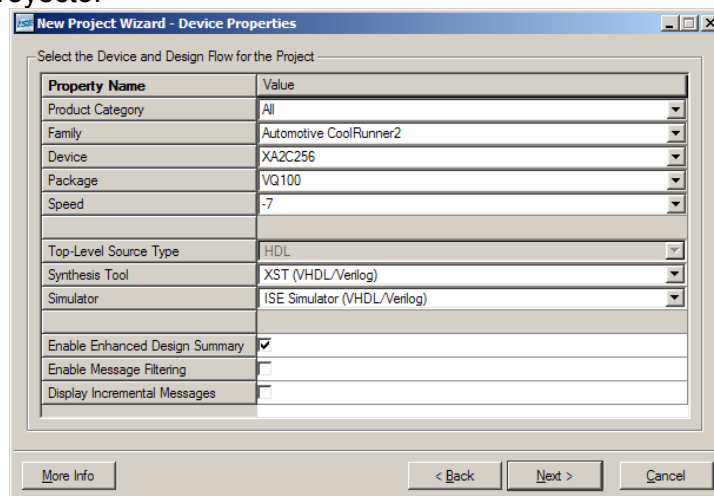 New Project Wizard - Device Properties
Select the Device and Design Flow for the Project
Property Name Value
Product Category All
Family Automotive CoolRunner2
Device XA2C256
Package VQ100
Speed -7
Top-Level Source Type HDL
Synthesis Tool XST (VHDL/Verilog)
Simulator ISE Simulator (VHDL/Verilog)
Enable Enhanced Design Summary
Enable Message Filtering
Display Incremental Messages
More Info < Back Next > Cancel